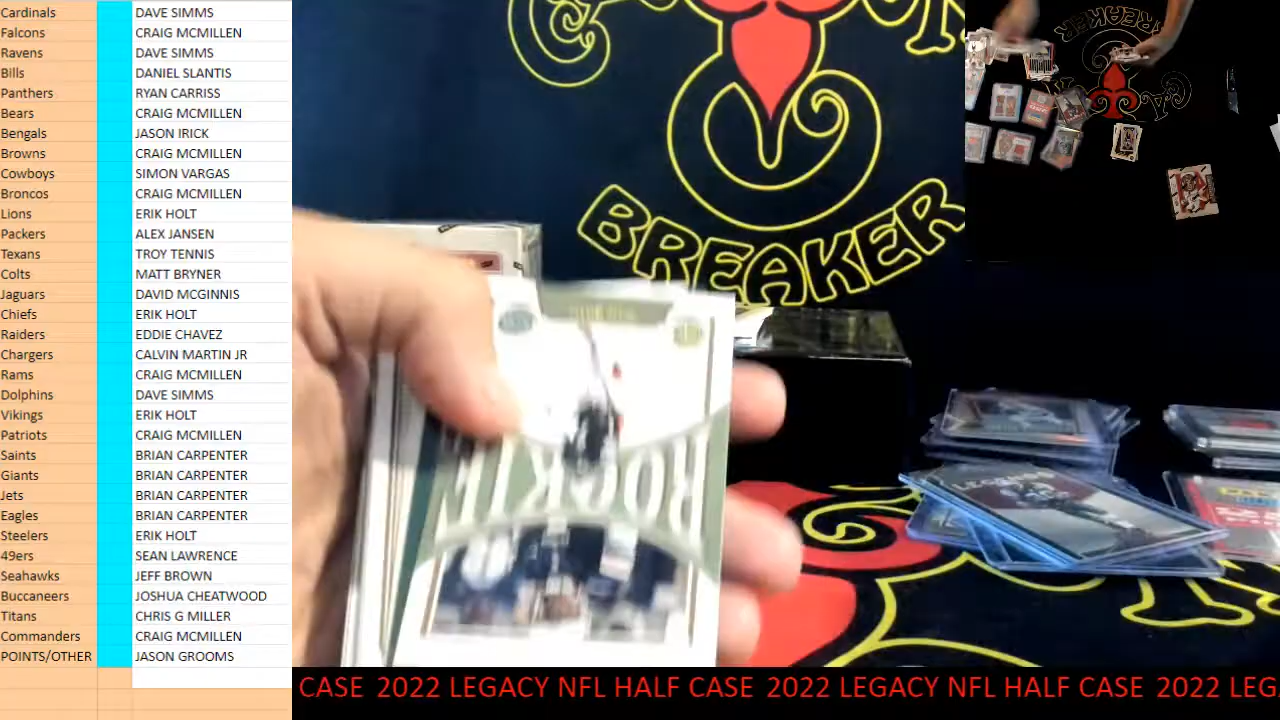 Cardinals DAVE SIMMS
Falcons CRAIG MCMILLEN
Ravens DAVE SIMMS
Bills DANIEL SLANTIS
Panthers RYAN CARRISS
Bears CRAIG MCMILLEN
Bengals JASON IRICK
Browns CRAIG MCMILLEN
Cowboys SIMON VARGAS
Broncos CRAIG MCMILLEN
Lions ERIK HOLT
Packers ALEX JANSEN
Texans TROY TENNIS
Colts MATT BRYNER
Jaguars DAVID MCGINNIS
Chiefs ERIK HOLT
Raiders EDDIE CHAVEZ
Chargers CALVIN MARTIN JR
Rams CRAIG MCMILLEN
Dolphins DAVE SIMMS
Vikings ERIK HOLT
Patriots CRAIG MCMILLEN
Saints BRIAN CARPENTER
Giants BRIAN CARPENTER
Jets BRIAN CARPENTER
Eagles BRIAN CARPENTER
Steelers ERIK HOLT
49ers SEAN LAWRENCE
Seahawks JEFF BROWN
Buccaneers JOSHUA CHEATWOOD
Titans CHRIS G MILLER
Commanders CRAIG MCMILLEN
POINTS/OTHER JASON GROOMS
BREAKER
ROOKIE
BREAKER
CASE 2022 LEGACY NFL HALF CASE 2022 LEGACY NFL HALF CASE 2022 LEG